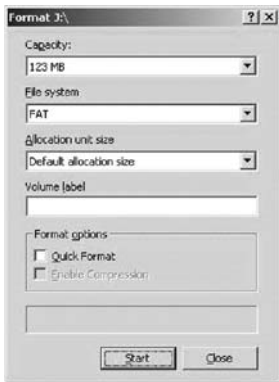 Format J:\
Capacity:
123 MB
File system
FAT
Allocation unit size
Default allocation size
Volume label
Format options
Quick Format
Enable Compression
Start
Close